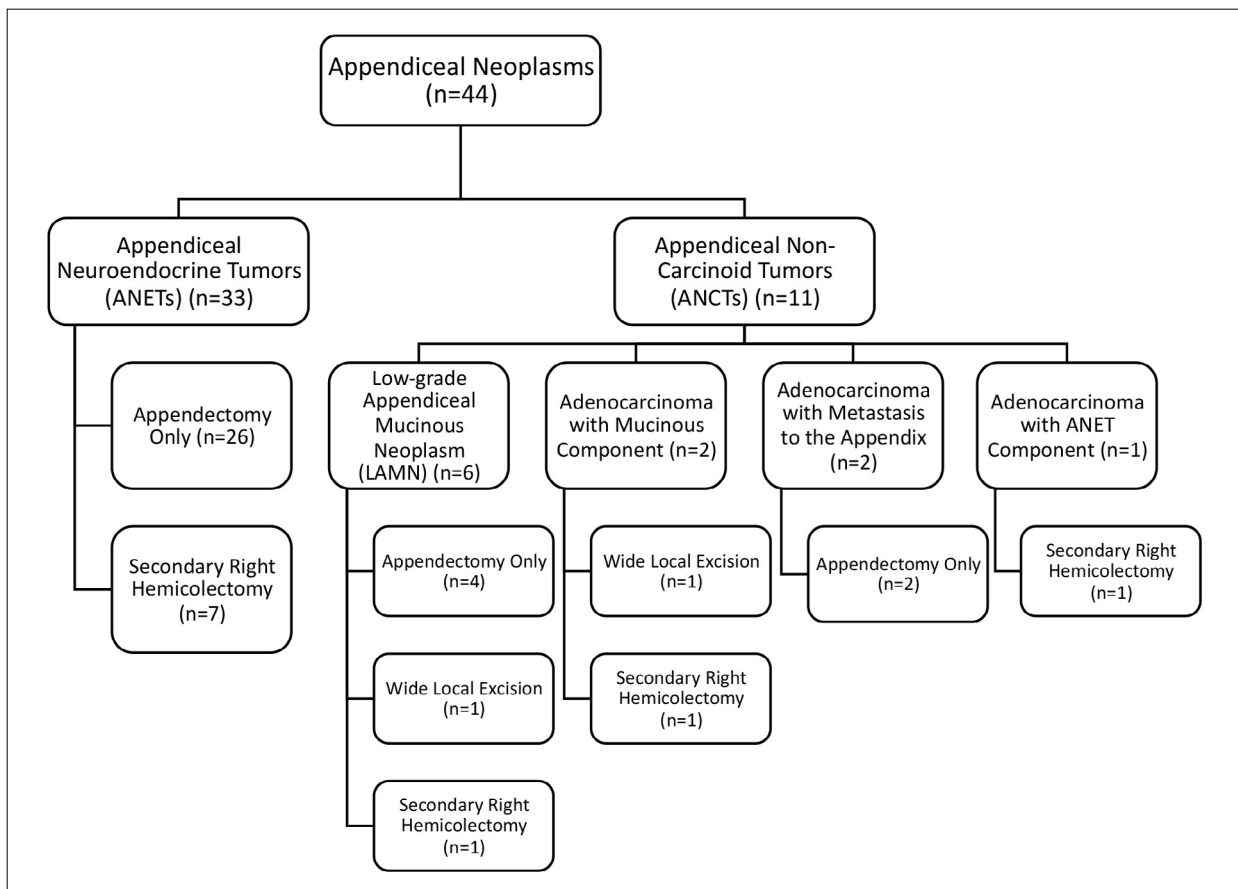 Appendiceal Neoplasms
(n=44)
Appendiceal
Neuroendocrine Tumors
(ANETs) (n=33)
Appendiceal Non-
Carcinoid Tumors
(ANCTs) (n=11)
Appendectomy
Only (n=26)
Secondary Right
Hemicolectomy
(n=7)
Low-grade
Appendiceal
Mucinous
Neoplasm
(LAMN) (n=6)
Adenocarcinoma
with Mucinous
Component (n=2)
Adenocarcinoma
with Metastasis
to the Appendix
(n=2)
Adenocarcinoma
with ANET
Component (n=1)
Appendectomy Only
(n=4)
Wide Local Excision
(n=1)
Secondary Right
Hemicolectomy
(n=1)
Wide Local Excision
(n=1)
Secondary Right
Hemicolectomy
(n=1)
Appendectomy Only
(n=2)
Secondary Right
Hemicolectomy
(n=1)